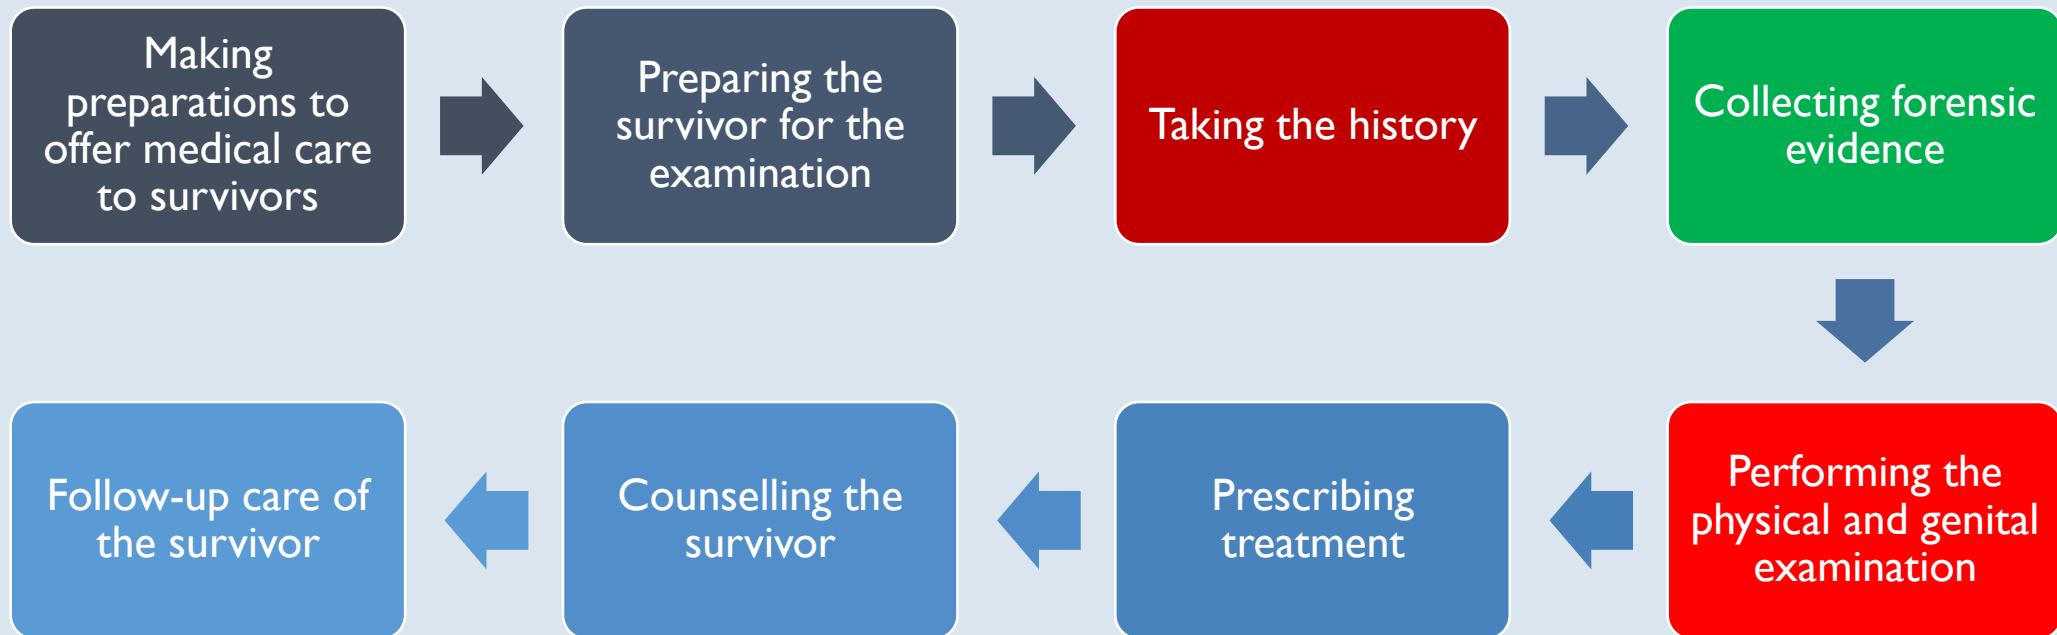 Making
preparations to
offer medical care
to survivors
Preparing the
survivor for the
examination
Taking the history
Collecting forensic
evidence
Performing the
physical and genital
examination
Prescribing
treatment
Counselling the
survivor
Follow-up care of
the survivor